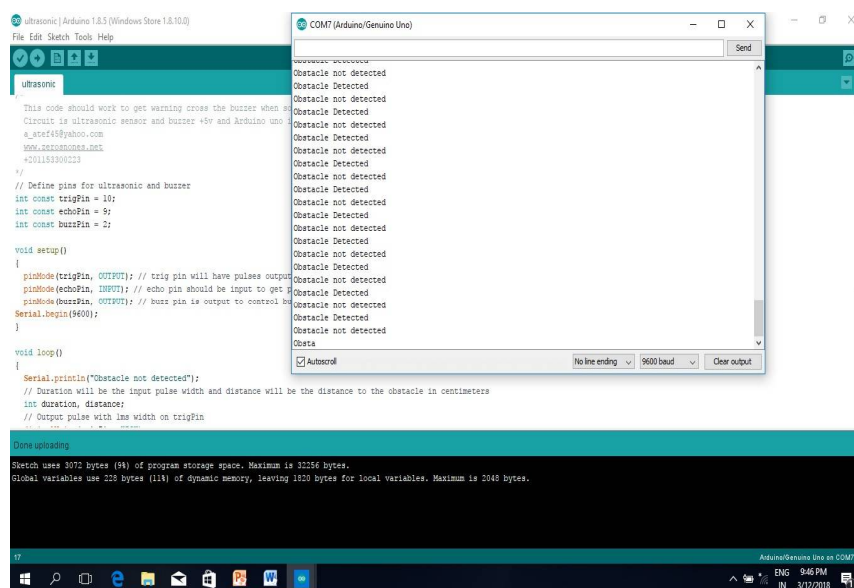 ultrasonic | Arduino 1.8.5 (Windows Store 1.8.10.0)
File Edit Sketch Tools Help
ultrasonic
This code should work to get warning cross the buzzer when so
Circuit is ultrasonic sensor and buzzer +5v and Arduino uno i
a_atef45@yahoo.com
www.zerosnones.net
+201153300223
*/
// Define pins for ultrasonic and buzzer
int const trigPin = 10;
int const echoPin = 9;
int const buzzPin = 2;
void setup()
{
pinMode(trigPin, OUTPUT); // trig pin will have pulses output
pinMode(echoPin, INPUT); // echo pin should be input to get p
pinMode(buzzPin, OUTPUT); // buzz pin is output to control bu
Serial.begin(9600);
}
void loop()
{
Serial.println("Obstacle not detected");
// Duration will be the input pulse width and distance will be the distance to the obstacle in centimeters
int duration, distance;
// Output pulse with 1ms width on trigPin
COM7 (Arduino/Genuino Uno)
Send
Obstacle Detected
Obstacle not detected
Obstacle Detected
Obstacle not detected
Obstacle Detected
Obstacle not detected
Obstacle Detected
Obstacle not detected
Obstacle Detected
Obstacle not detected
Obstacle Detected
Obstacle not detected
Obstacle Detected
Obstacle not detected
Obstacle Detected
Obstacle not detected
Obstacle Detected
Obstacle not detected
Obstacle Detected
Obstacle not detected
Obstacle Detected
Obstacle not detected
Obsta
Autoscroll
No line ending
9600 baud
Clear output
Done uploading
Sketch uses 3072 bytes (9%) of program storage space. Maximum is 32256 bytes.
Global variables use 228 bytes (11%) of dynamic memory, leaving 1820 bytes for local variables. Maximum is 2048 bytes.
17
Arduino/Genuino Uno on COM7
ENG
IN
9:46 PM
3/12/2018